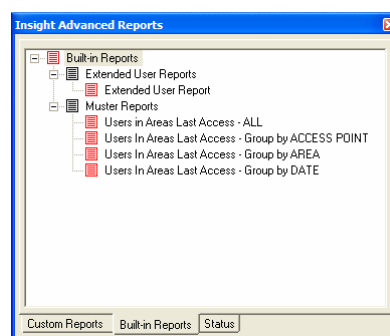 Insight Advanced Reports
Built-in Reports
Extended User Reports
Extended User Report
Muster Reports
Users in Areas Last Access - ALL
Users In Areas Last Access - Group by ACCESS POINT
Users In Areas Last Access - Group by AREA
Users In Areas Last Access - Group by DATE
Custom Reports Built-in Reports Status